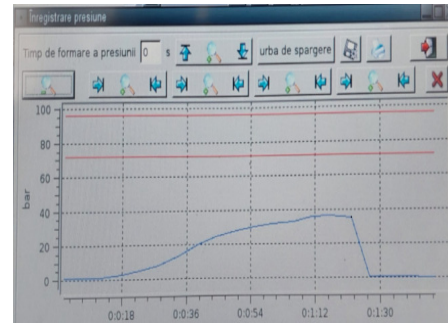 Înregistrare presiune
Timp de formare a presiunii 0 s urba de spargere
100
80
60
40
20
0
bar
0:0:18 0:0:36 0:0:54 0:1:12 0:1:30